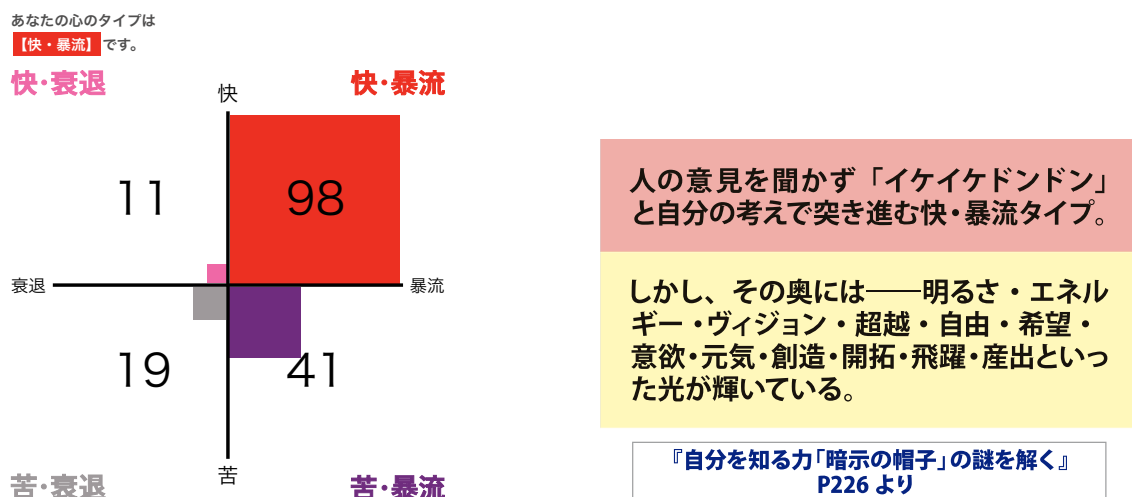 あなたの心のタイプは
【快・暴流】です。
快・衰退
快・暴流
快
11
98
衰退
暴流
19
41
苦
苦・衰退
苦・暴流
人の意見を聞かず「イケイケドンドン」
と自分の考えで突き進む快・暴流タイプ。
しかし、その奥には――明るさ・エネル
ギー・ヴィジョン・超越・自由・希望・
意欲・元気・創造・開拓・飛躍・産出といっ
た光が輝いている。
『自分を知る力「暗示の帽子」の謎を解く』
P226 より